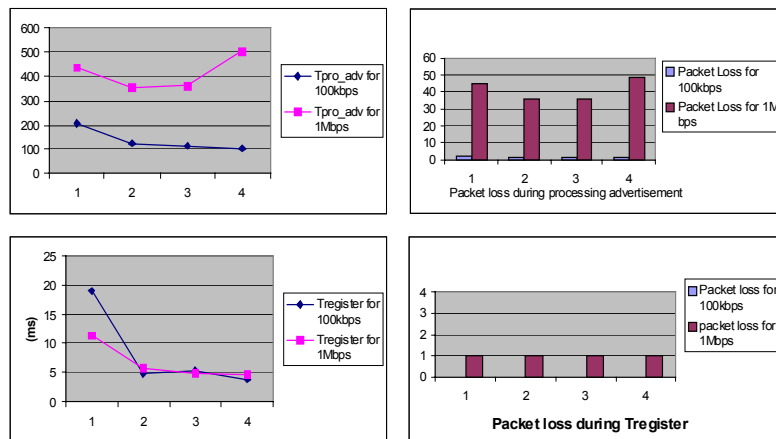 600
500
400
300
200
100
0
1 2 3 4
Tpro_adv for
100kbps
Tpro_adv for
1Mbps
60
50
40
30
20
10
0
1 2 3 4
Packet loss during processing advertisement
Packet Loss for
100kbps
Packet Loss for 1M
bps
25
20
15
10
5
0
(ms)
1 2 3 4
Tregister for
100kbps
Tregister for
1Mbps
4
3
2
1
0
1 2 3 4
Packet loss during Tregister
Packet loss for
100kbps
packet loss for
1Mbps